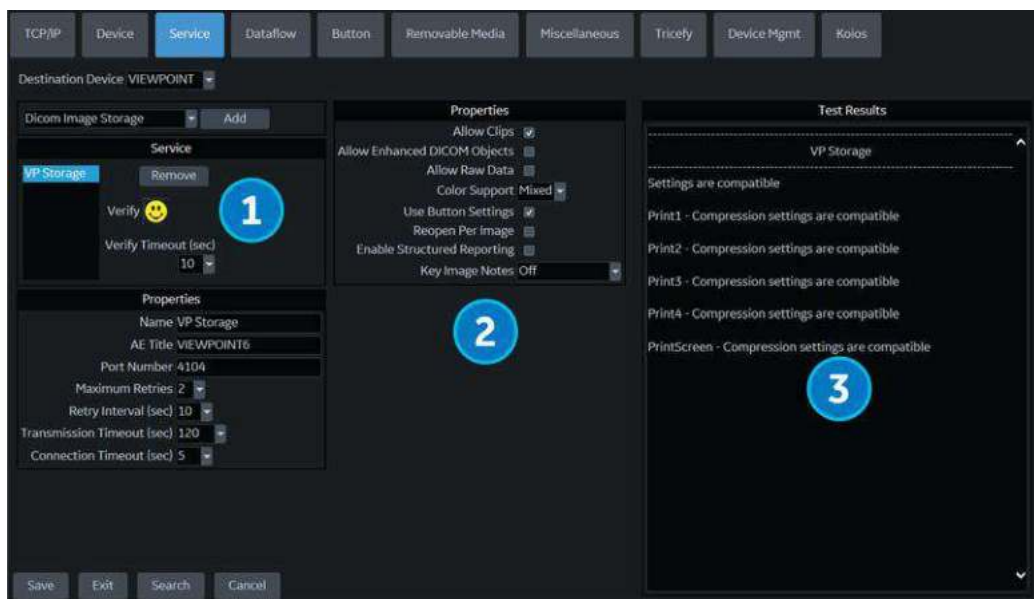 TCP/IP Device Service Dataflow Button Removable Media Miscellaneous Tricefy Device Mgmt Koios
Destination Device VIEWPOINT
Dicom Image Storage Add
Service
VP Storage Remove
Verify
1
Verify Timeout (sec)
10
Properties
Name VP Storage
AE Title VIEWPOINT6
Port Number 4104
Maximum Retries 2
Retry Interval (sec) 10
Transmission Timeout (sec) 120
Connection Timeout (sec) 5
Properties
Allow Clips
Allow Enhanced DICOM Objects
Allow Raw Data
Color Support Mixed
Use Button Settings
Reopen Per Image
Enable Structured Reporting
Key Image Notes Off
2
Test Results
VP Storage
Settings are compatible
Print1 - Compression settings are compatible
Print2 - Compression settings are compatible
Print3 - Compression settings are compatible
Print4 - Compression settings are compatible
PrintScreen - Compression settings are compatible
3
Save Exit Search Cancel